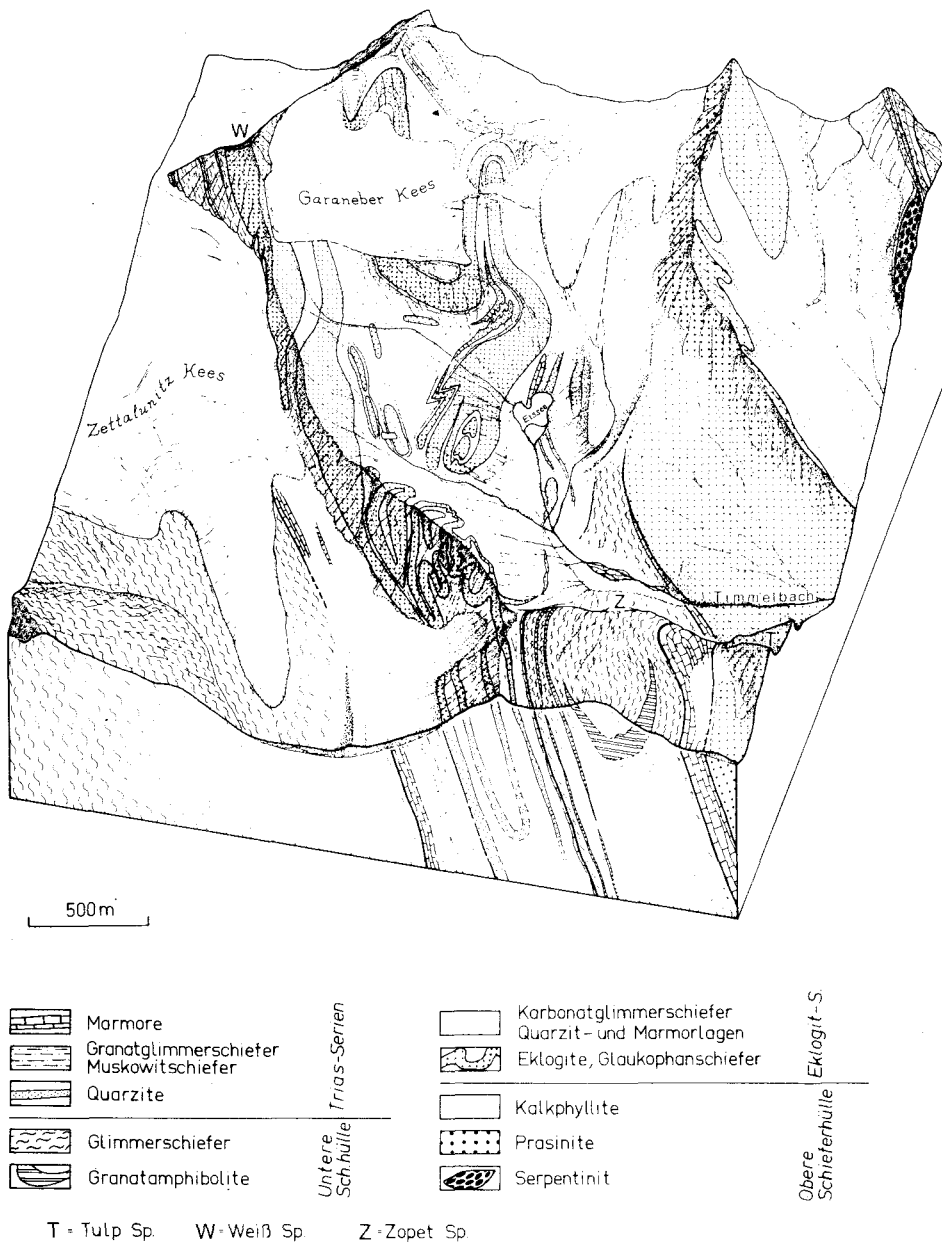 W
Garaneber Kees
Zettalunitz Kees
Eissee
Timmelbach
Z
T
500m
Marmore
Granatglimmerschiefer
Muskowitschiefer
Quarzite
Trias-Serien
Glimmerschiefer
Granatamphibolite
Untere
Sch.hülle
Karbonatglimmerschiefer
Quarzit- und Marmorlagen
Eklogite, Glaukophanschiefer
Eklogit-S.
Kalkphyllite
Prasinite
Serpentinit
Obere
Schieferhülle
T = Tulp Sp. W = Weiß Sp. Z = Zopet Sp.